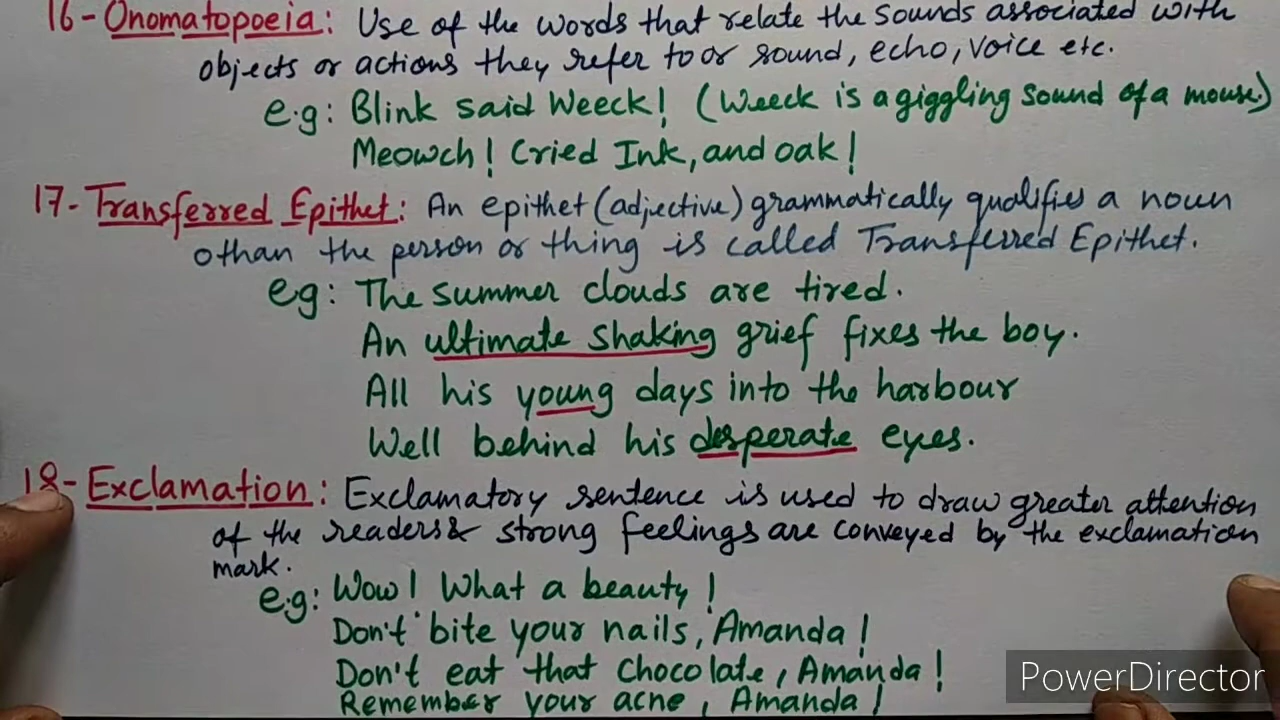 16- Onomatopoeia: Use of the words that relate the sounds associated with
objects or actions they refer to or sound, echo, voice etc.
e.g: Blink said Weeck! (Weeck is a giggling sound of a mouse.)
Meowch! Cried Ink, and oak!
17- Transferred Epithet: An epithet (adjective) grammatically qualifies a noun
othan the person or thing is called Transferred Epithet.
eg: The summer clouds are tired.
An ultimate shaking grief fixes the boy.
All his young days into the harbour
Well behind his desperate eyes.
18- Exclamation: Exclamatory sentence is used to draw greater attention
of the readers & strong feelings are conveyed by the exclamation
mark.
e.g: Wow! What a beauty!
Don't bite your nails, Amanda!
Don't eat that chocolate, Amanda!
Remember your acne, Amanda!
PowerDirector